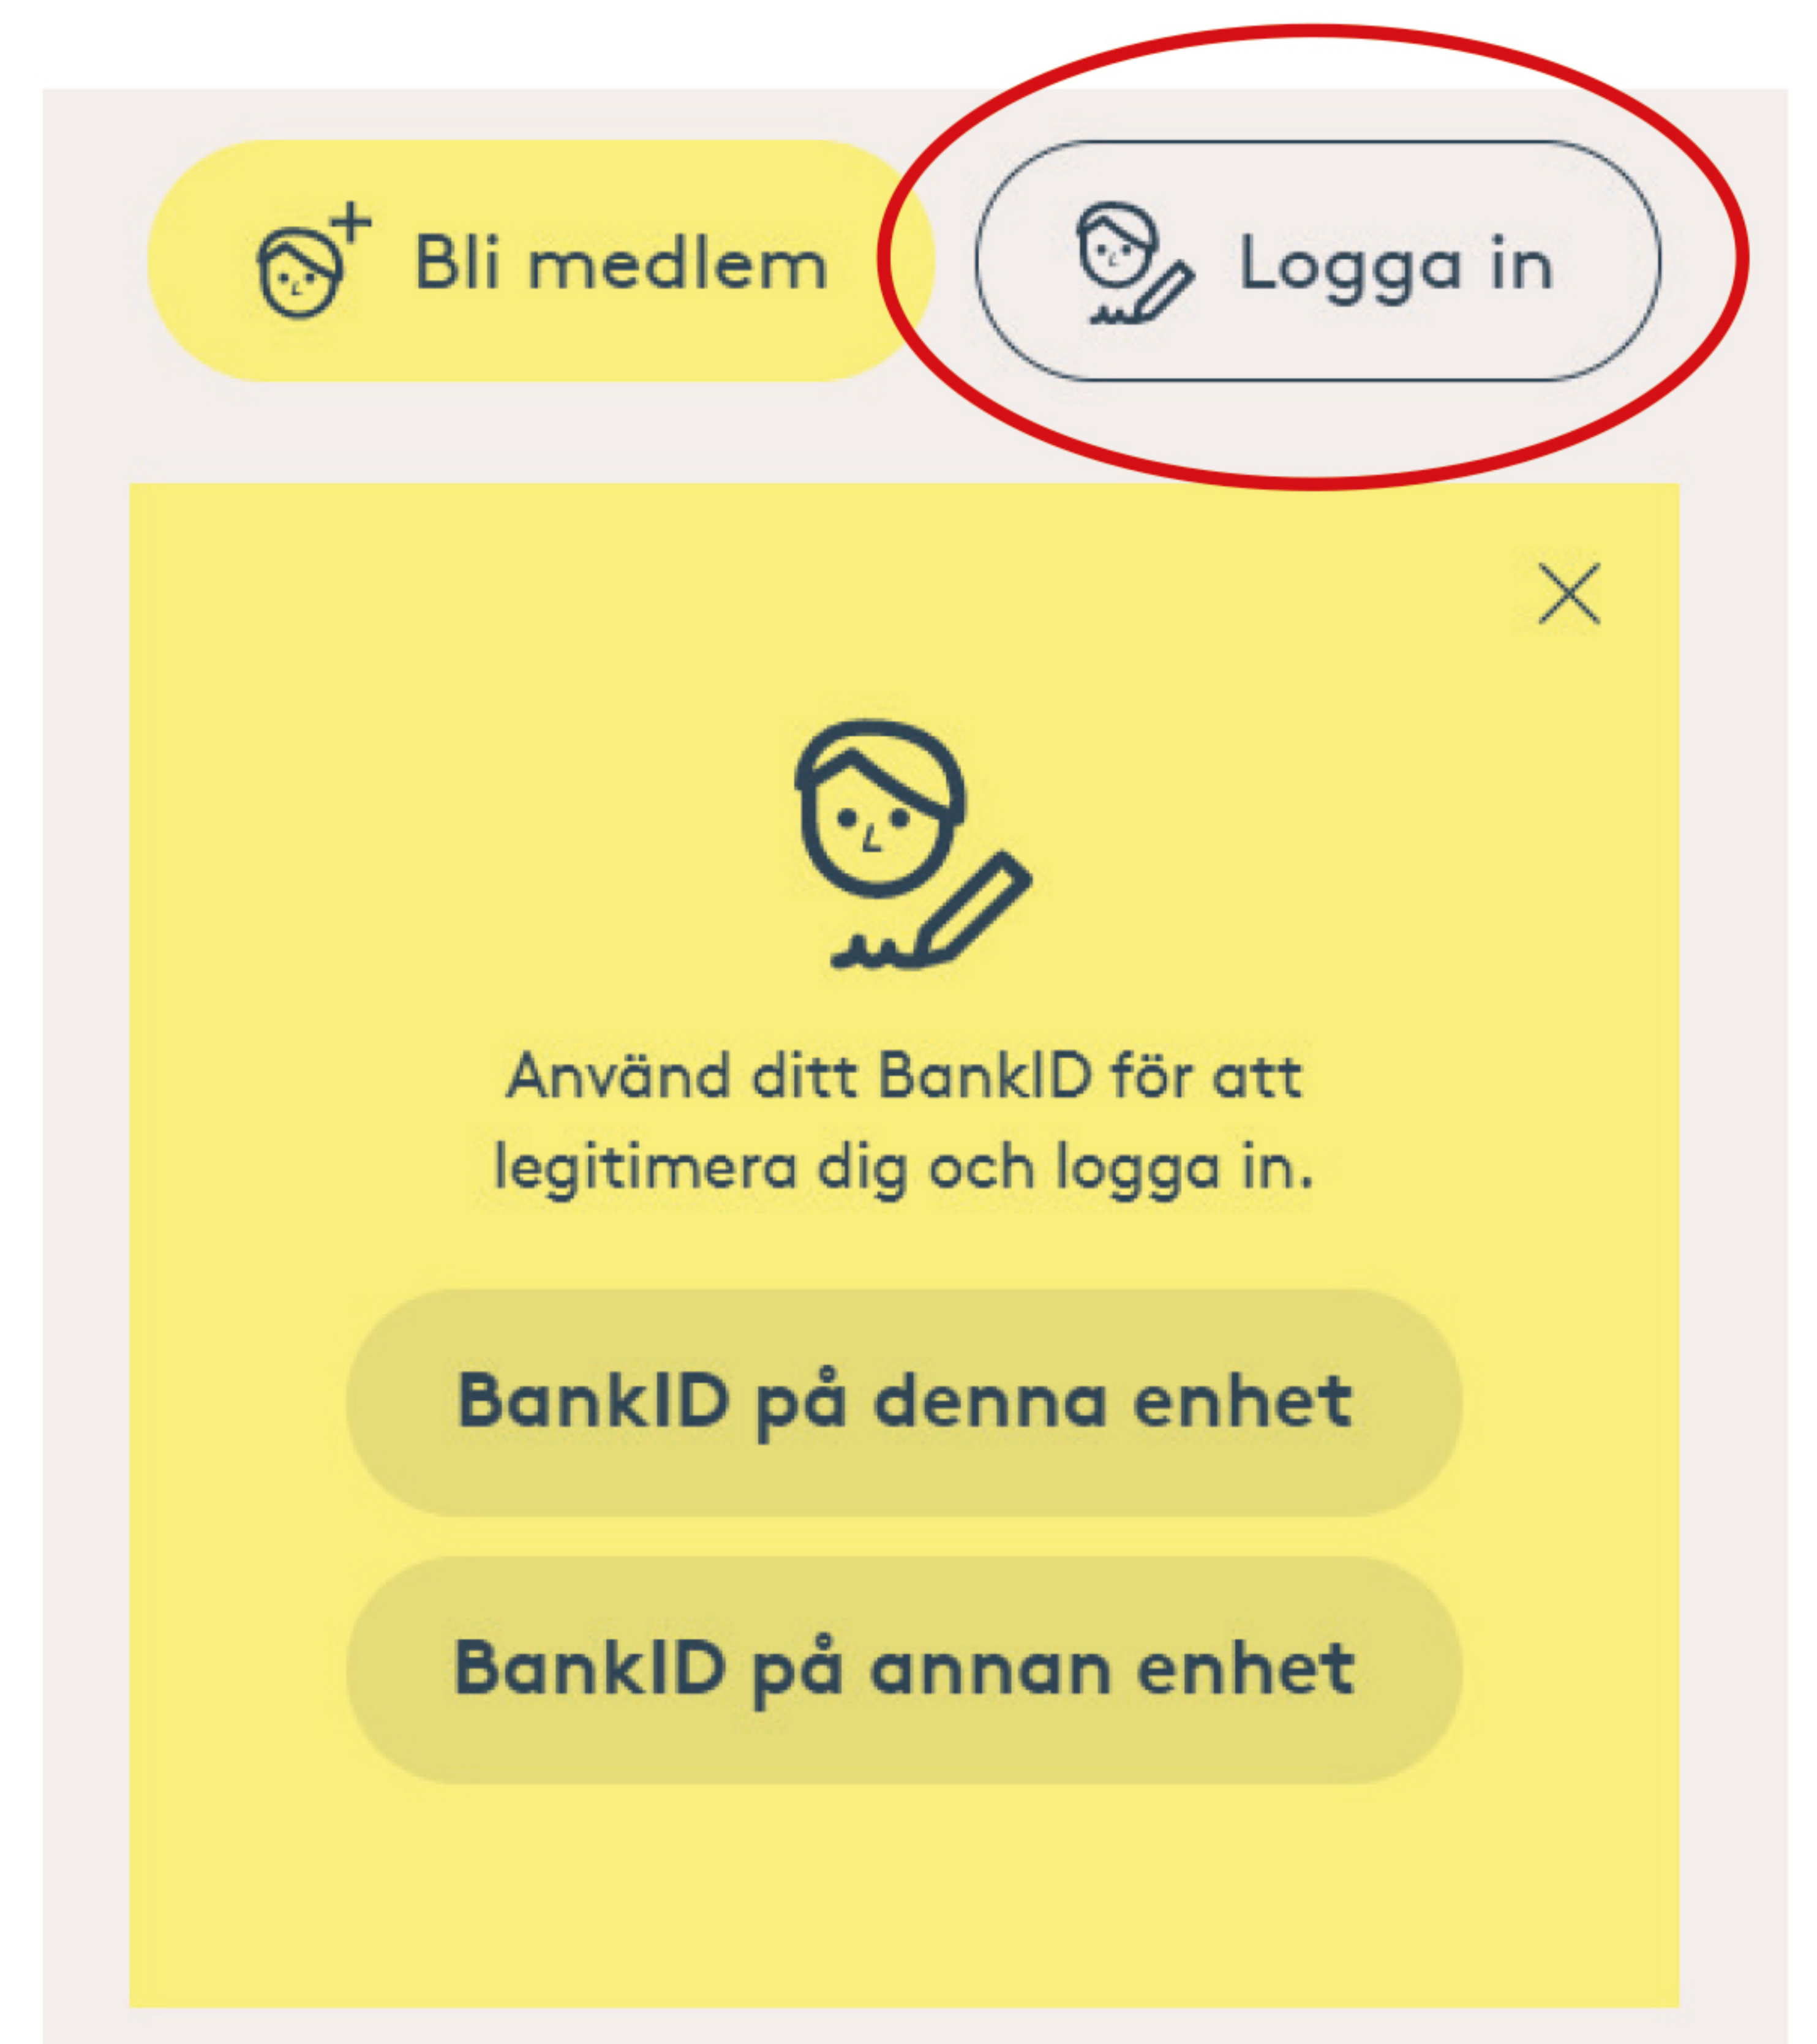 Bli medlem
Logga in
Använd ditt BankID för att
legitimera dig och logga in.
BankID på denna enhet
BankID på annan enhet